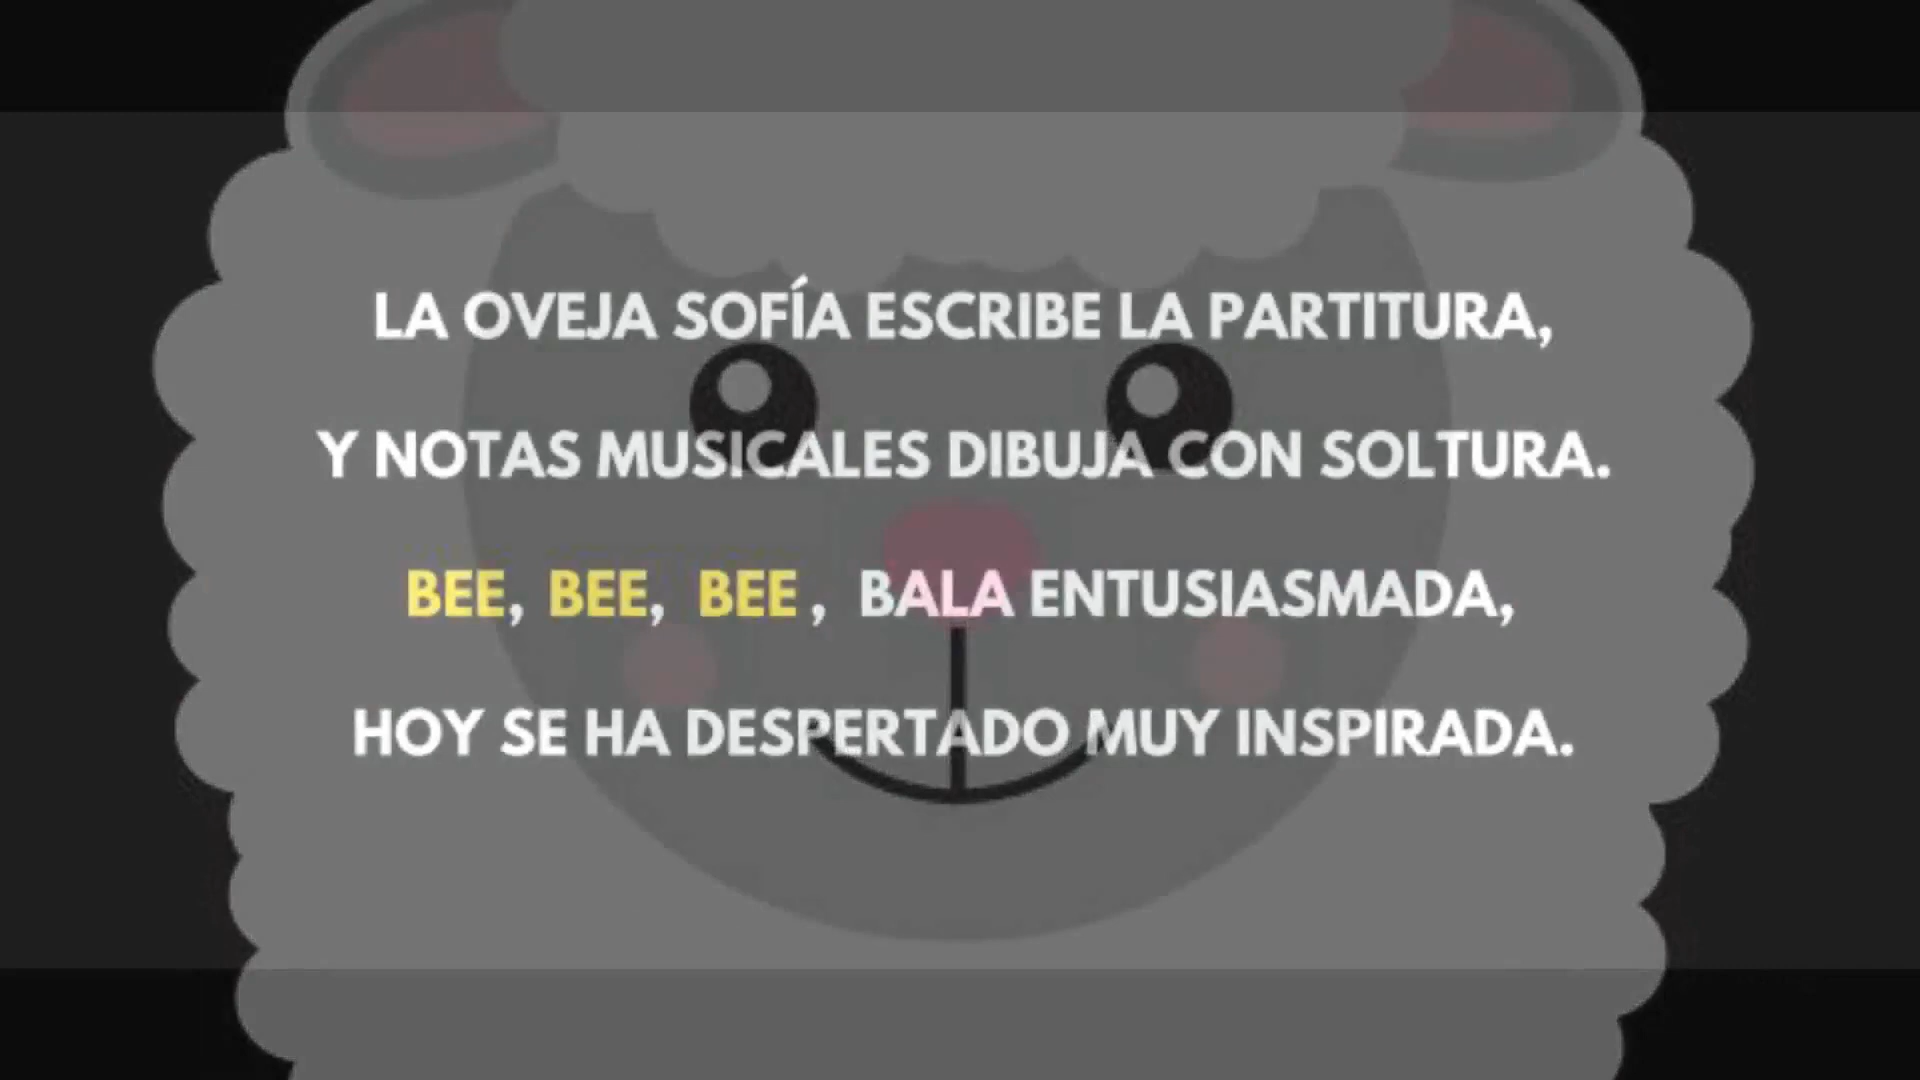 LA OVEJA SOFÍA ESCRIBE LA PARTITURA,
Y NOTAS MUSICALES DIBUJA CON SOLTURA.
BEE, BEE, BEE, BALA ENTUSIASMADA,
HOY SE HA DESPERTADO MUY INSPIRADA.